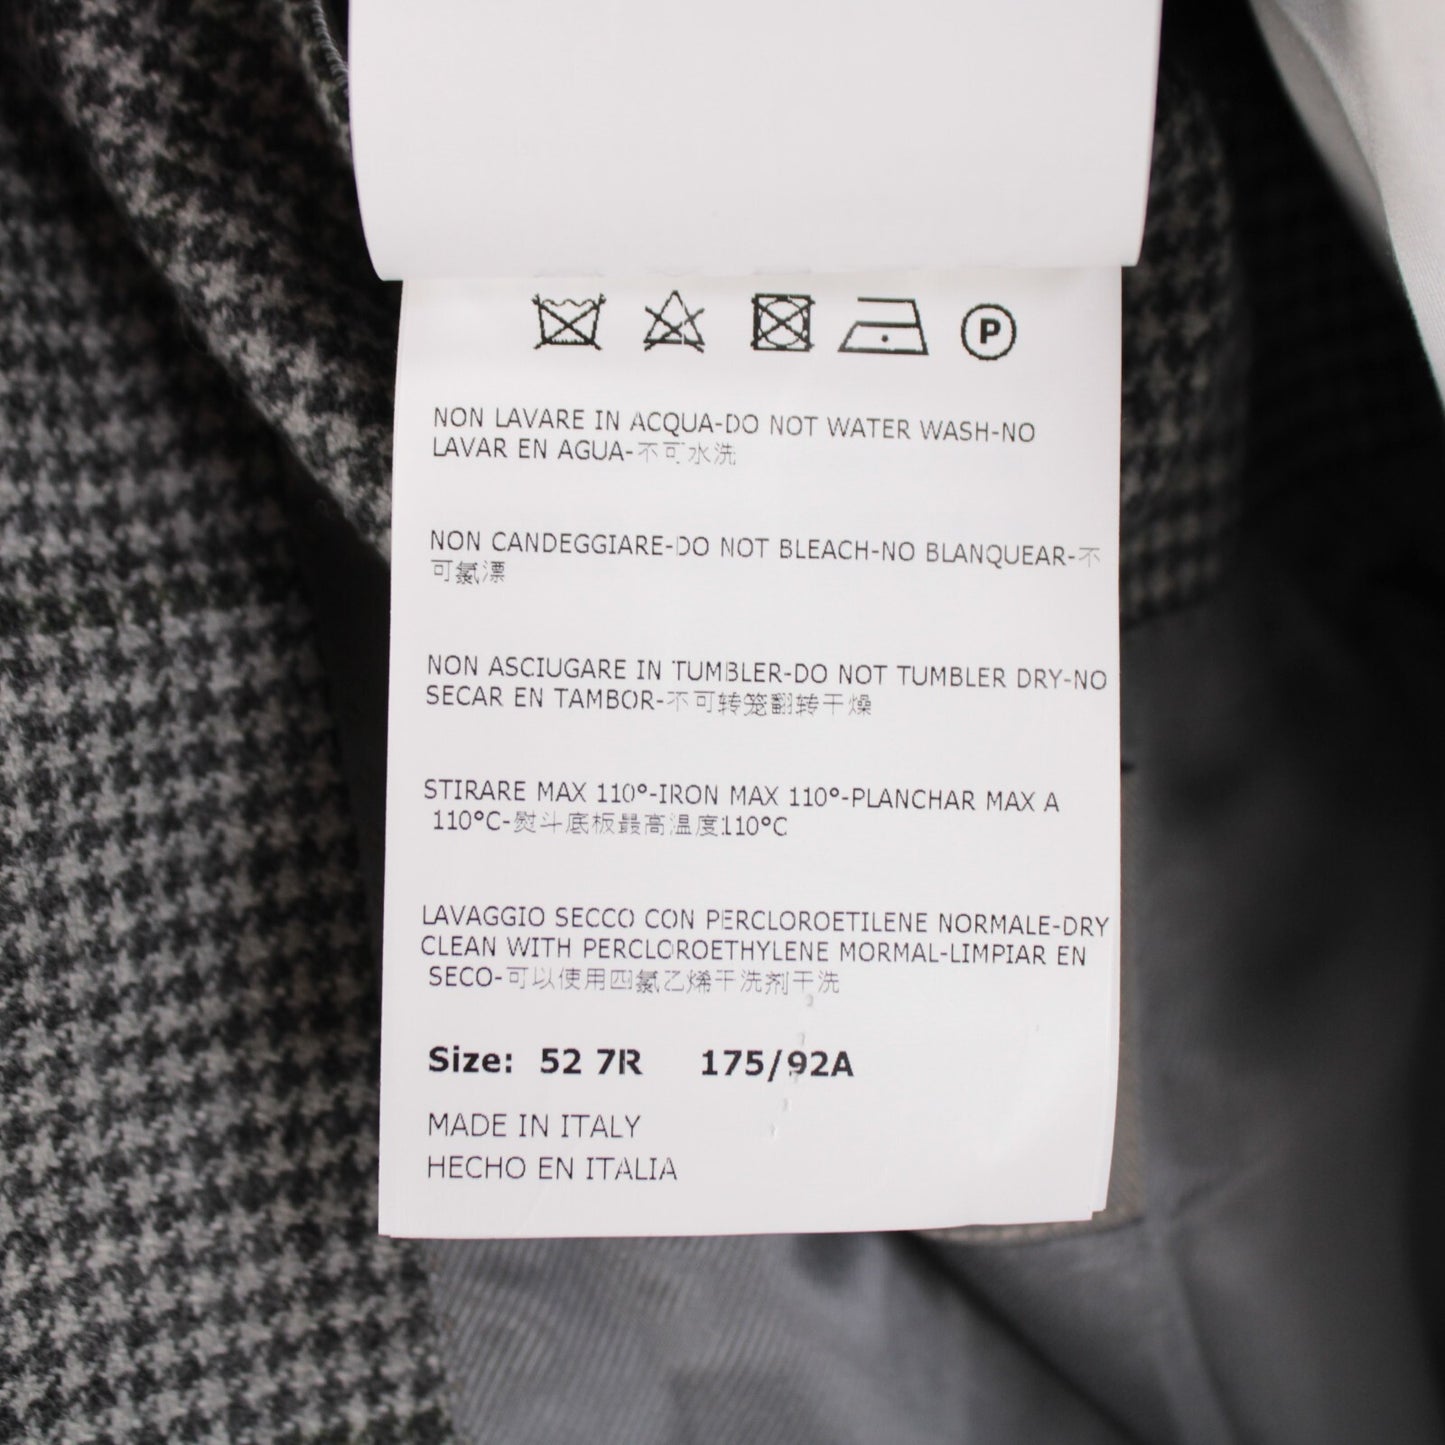 P
NON LAVARE IN ACQUA-DO NOT WATER WASH-NO
LAVAR EN AGUA-不可水洗
NON CANDEGGIARE-DO NOT BLEACH-NO BLANQUEAR-不
可氯漂
NON ASCIUGARE IN TUMBLER-DO NOT TUMBLER DRY-NO
SECAR EN TAMBOR-不可转笼翻转干燥
STIRARE MAX 110°-IRON MAX 110°-PLANCHAR MAX A
110°C-熨斗底板最高温度110°C
LAVAGGIO SECCO CON PERCLOROETILENE NORMALE-DRY
CLEAN WITH PERCLOROETHYLENE MORMAL-LIMPIAR EN
SECO-可以使用四氯乙烯干洗剂干洗
Size: 52 7R 175/92A
MADE IN ITALY
HECHO EN ITALIA